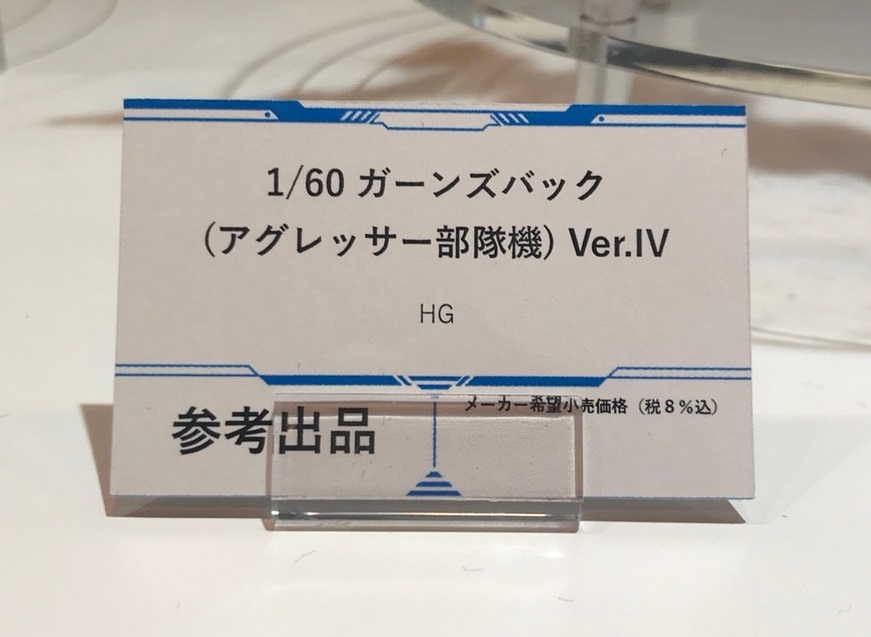 1/60 ガーンズバック
（アグレッサー部隊機）Ver.IV
HG
参考出品
メーカー希望小売価格（税８％込）